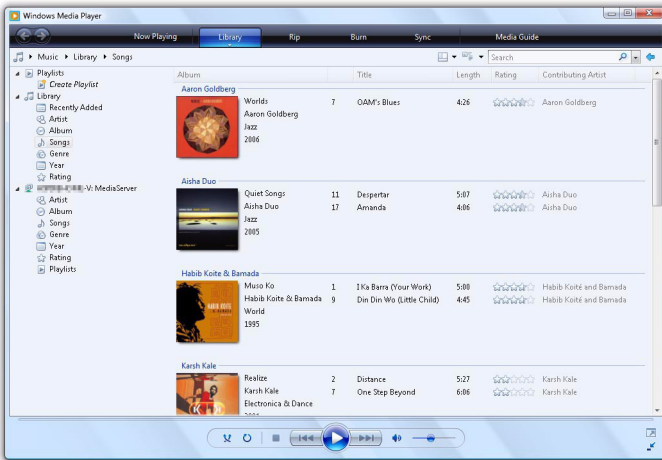 Windows Media Player
Now Playing Library Rip Burn Sync Media Guide
Music Library Songs Search
Playlists
Create Playlist
Library
Recently Added
Artist
Album
Songs
Genre
Year
Rating
-V: MediaServer
Artist
Album
Songs
Genre
Year
Rating
Playlists
Album Title Length Rating Contributing Artist
Aaron Goldberg
Worlds 7 OAM's Blues 4:26 Aaron Goldberg
Aaron Goldberg
Jazz
2006
Aisha Duo
Quiet Songs 11 Despertar 5:07 Aisha Duo
Aisha Duo 17 Amanda 4:06 Aisha Duo
Jazz
2005
Habib Koite & Bamada
Muso Ko 1 I Ka Barra (Your Work) 5:00 Habib Koité and Bamada
Habib Koite & Bamada 9 Din Din Wo (Little Child) 4:45 Habib Koité and Bamada
World
1995
Karsh Kale
Realize 2 Distance 5:27 Karsh Kale
Karsh Kale 7 One Step Beyond 6:06 Karsh Kale
Electronica & Dance